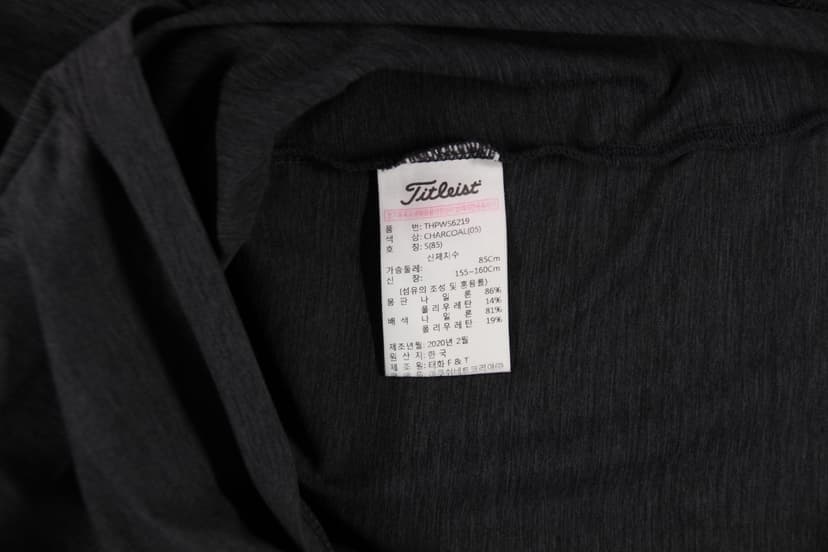 Titleist
품 번: THPWS6219
색 상: CHARCOAL(05)
호 칭: S(85)
신체치수
가슴둘레: 85Cm
신 장: 155~160Cm
(섬유의 조성 및 혼용률)
몸 판 나 일 론 86%
폴 리 우 레 탄 14%
배 색 나 일 론 81%
폴 리 우 레 탄 19%
제조년월: 2020년 2월
원 산 지: 한 국
제 조 원: 태화 F & T